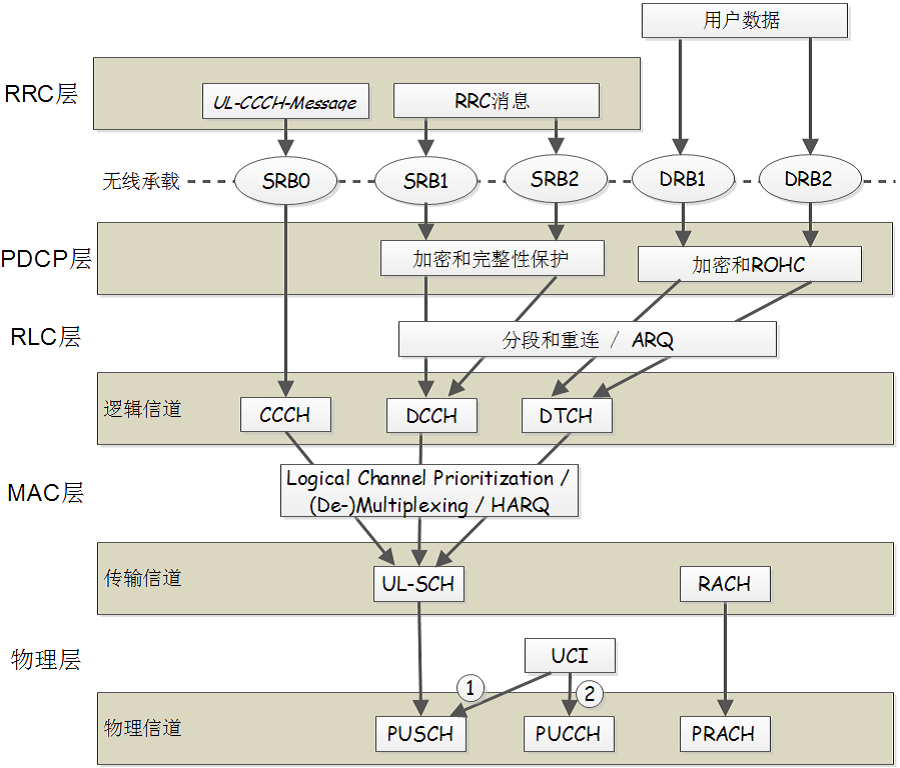 用户数据
RRC层
UL-CCCH-Message
RRC消息
无线承载
SRB0
SRB1
SRB2
DRB1
DRB2
PDCP层
加密和完整性保护
加密和ROHC
RLC层
分段和重连 / ARQ
逻辑信道
CCCH
DCCH
DTCH
MAC层
Logical Channel Prioritization /
(De-)Multiplexing / HARQ
传输信道
UL-SCH
RACH
物理层
UCI
1
2
物理信道
PUSCH
PUCCH
PRACH